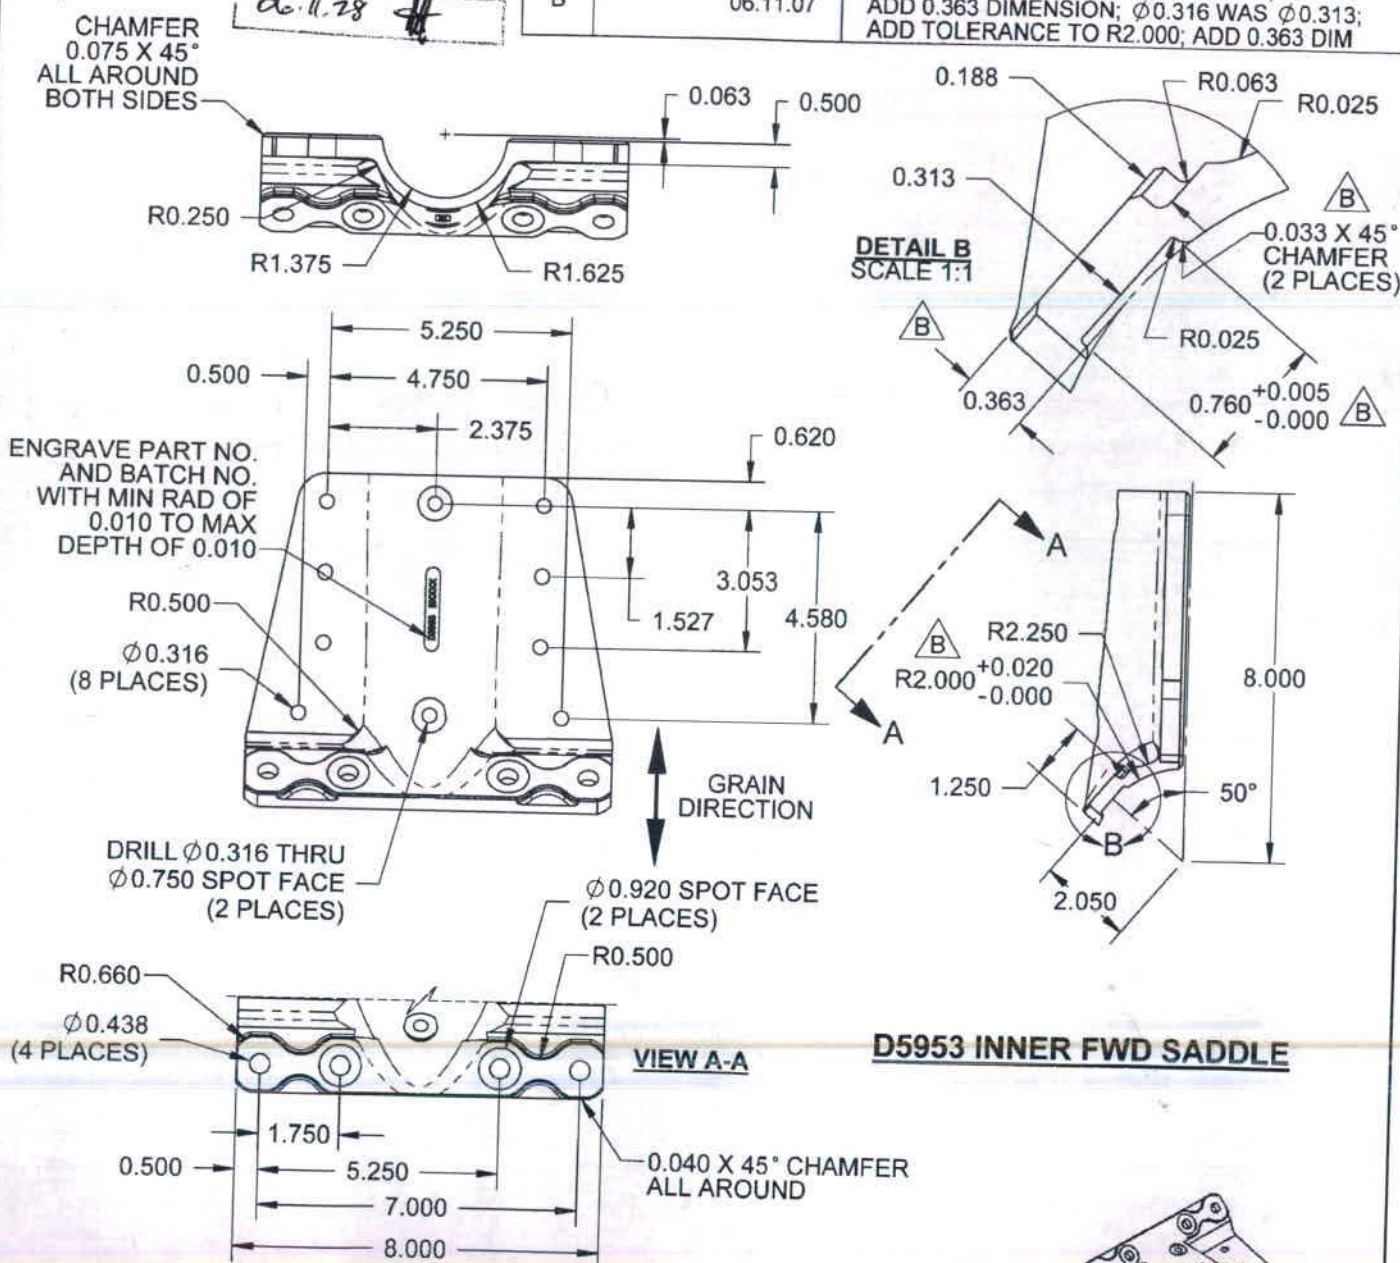 06.11.28
B
06.11.07
ADD 0.363 DIMENSION; Ø0.316 WAS Ø0.313;
ADD TOLERANCE TO R2.000; ADD 0.363 DIM
CHAMFER
0.075 X 45°
ALL AROUND
BOTH SIDES
0.063
0.500
R0.250
R1.375
R1.625
0.188
R0.063
R0.025
0.313
B
0.033 X 45°
CHAMFER
(2 PLACES)
DETAIL B
SCALE 1:1
B
R0.025
0.363
0.760
+0.005
-0.000
B
5.250
0.500
4.750
2.375
0.620
ENGRAVE PART NO.
AND BATCH NO.
WITH MIN RAD OF
0.010 TO MAX
DEPTH OF 0.010
R0.500
Ø0.316
(8 PLACES)
3.053
1.527
4.580
A
A
B
R2.250
R2.000
+0.020
-0.000
8.000
1.250
50°
B
2.050
GRAIN
DIRECTION
DRILL Ø0.316 THRU
Ø0.750 SPOT FACE
(2 PLACES)
Ø0.920 SPOT FACE
(2 PLACES)
R0.500
R0.660
Ø0.438
(4 PLACES)
VIEW A-A
D5953 INNER FWD SADDLE
1.750
0.500
5.250
7.000
8.000
0.040 X 45° CHAMFER
ALL AROUND